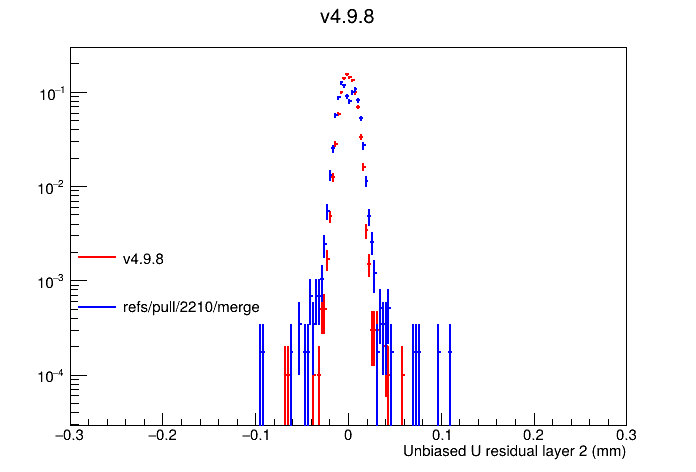 v4.9.8
10⁻¹
10⁻²
10⁻³
10⁻⁴
v4.9.8
refs/pull/2210/merge
−0.3 −0.2 −0.1 0 0.1 0.2 0.3
Unbiased U residual layer 2 (mm)